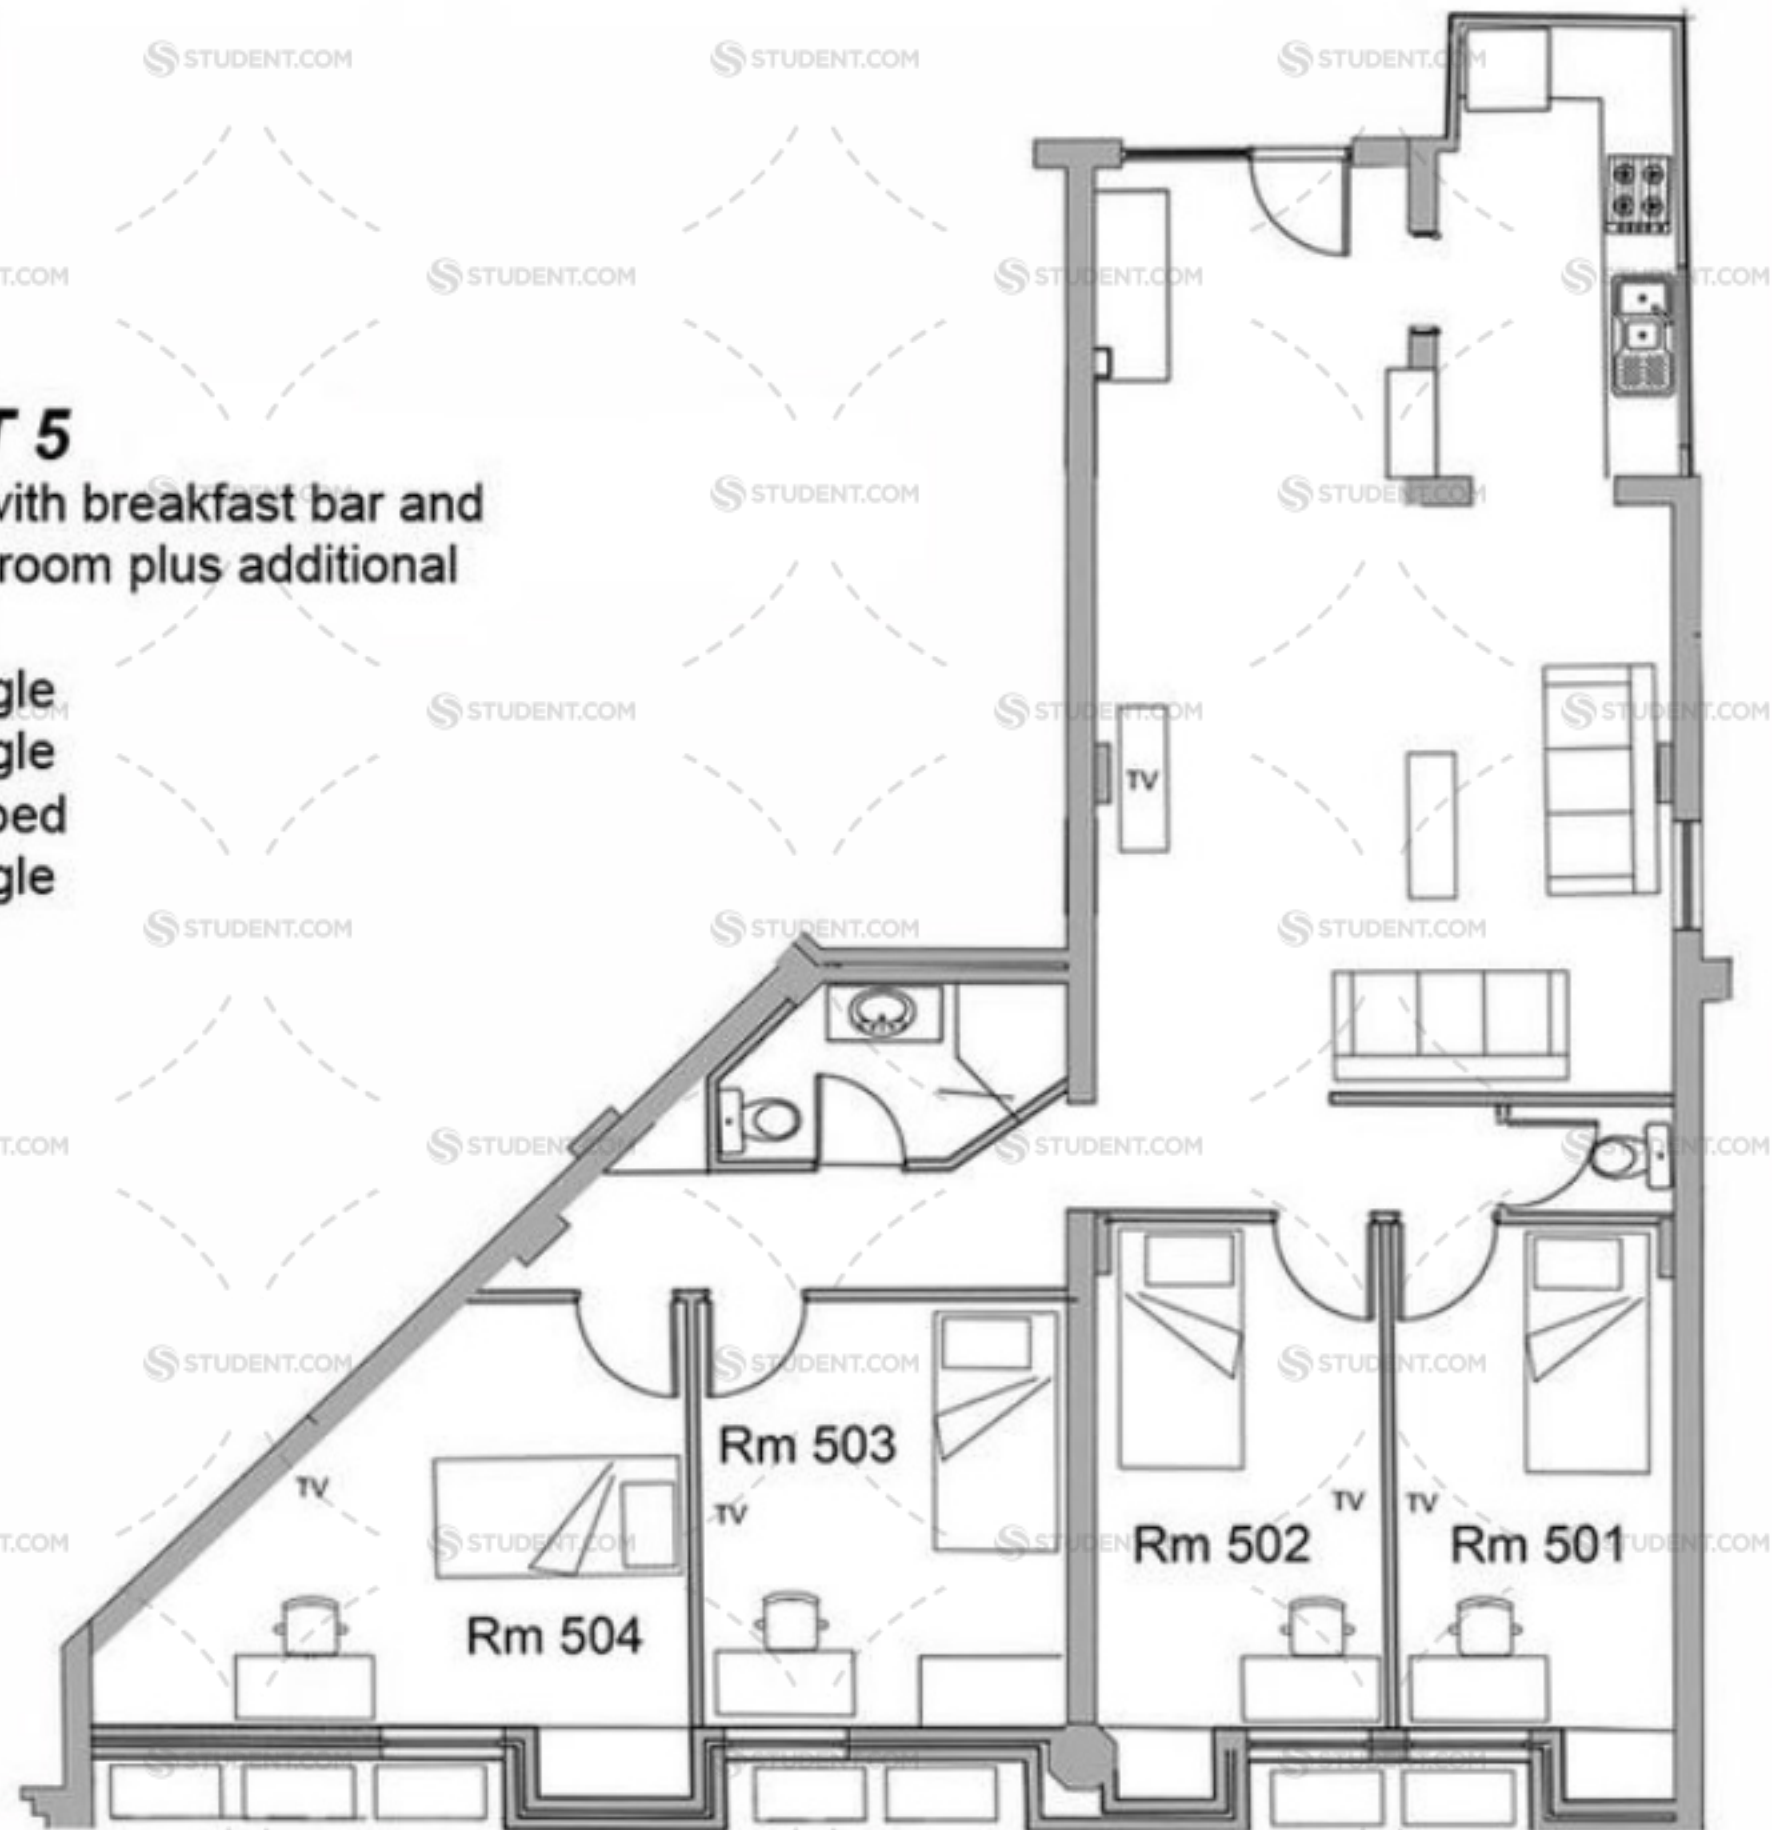 T 5
with breakfast bar and
room plus additional
gle
gle
bed
gle
TV
Rm 503
TV
TV
Rm 504
Rm 502
TV
TV
Rm 501
STUDENT.COM